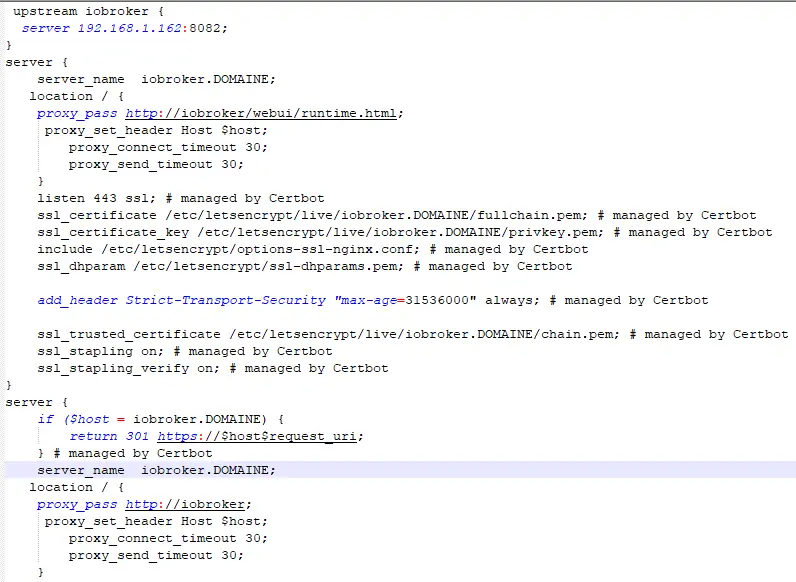 upstream iobroker {
server 192.168.1.162:8082;
}
server {
server_name  iobroker.DOMAINE;
location / {
proxy_pass http://iobroker/webui/runtime.html;
proxy_set_header Host $host;
proxy_connect_timeout 30;
proxy_send_timeout 30;
}
listen 443 ssl; # managed by Certbot
ssl_certificate /etc/letsencrypt/live/iobroker.DOMAINE/fullchain.pem; # managed by Certbot
ssl_certificate_key /etc/letsencrypt/live/iobroker.DOMAINE/privkey.pem; # managed by Certbot
include /etc/letsencrypt/options-ssl-nginx.conf; # managed by Certbot
ssl_dhparam /etc/letsencrypt/ssl-dhparams.pem; # managed by Certbot
add_header Strict-Transport-Security "max-age=31536000" always; # managed by Certbot
ssl_trusted_certificate /etc/letsencrypt/live/iobroker.DOMAINE/chain.pem; # managed by Certbot
ssl_stapling on; # managed by Certbot
ssl_stapling_verify on; # managed by Certbot
}
server {
if ($host = iobroker.DOMAINE) {
return 301 https://$host$request_uri;
} # managed by Certbot
server_name  iobroker.DOMAINE;
location / {
proxy_pass http://iobroker;
proxy_set_header Host $host;
proxy_connect_timeout 30;
proxy_send_timeout 30;
}